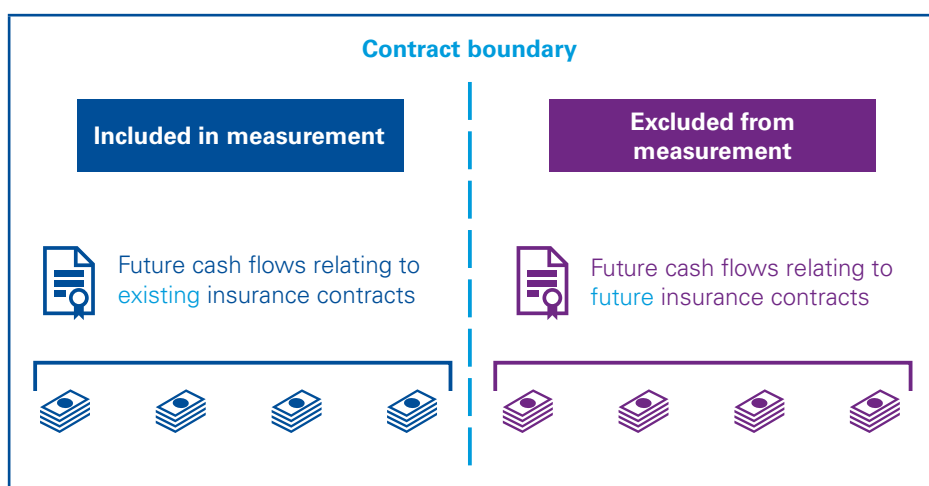 Contract boundary
Included in measurement
Excluded from
measurement
Future cash flows relating to
existing insurance contracts
Future cash flows relating to
future insurance contracts